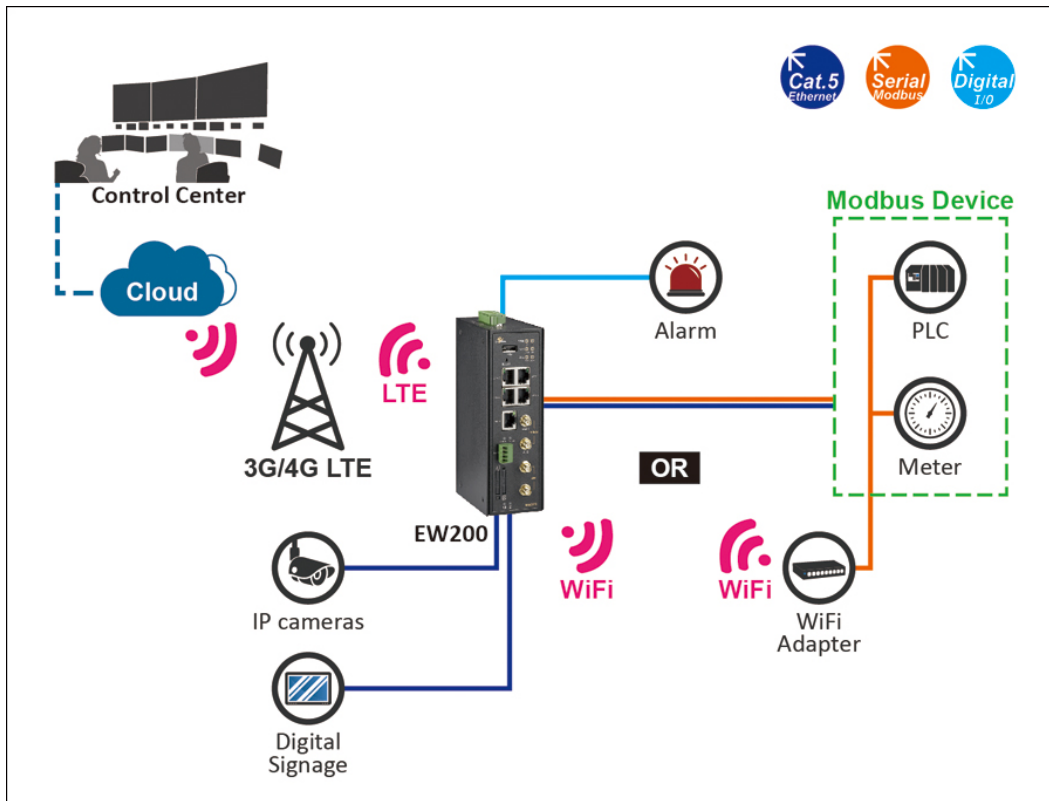 Cat.5
Ethernet
Serial
Modbus
Digital
I/O
Control Center
Cloud
Modbus Device
Alarm
PLC
LTE
3G/4G LTE
Meter
OR
EW200
WiFi
WiFi
IP cameras
WiFi
Adapter
Digital
Signage